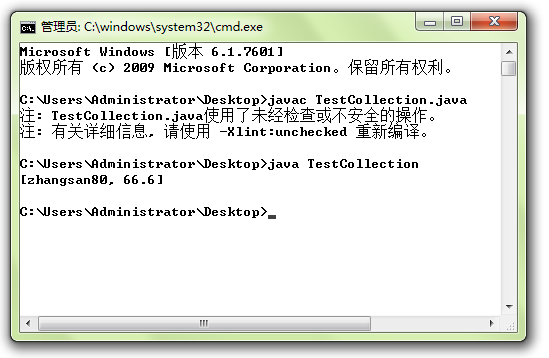 管理员: C:\windows\system32\cmd.exe
Microsoft Windows [版本 6.1.7601]
版权所有 (c) 2009 Microsoft Corporation。保留所有权利。
C:\Users\Administrator\Desktop>javac TestCollection.java
注: TestCollection.java使用了未经检查或不安全的操作。
注: 有关详细信息, 请使用 -Xlint:unchecked 重新编译。
C:\Users\Administrator\Desktop>java TestCollection
[zhangsan80, 66.6]
C:\Users\Administrator\Desktop>